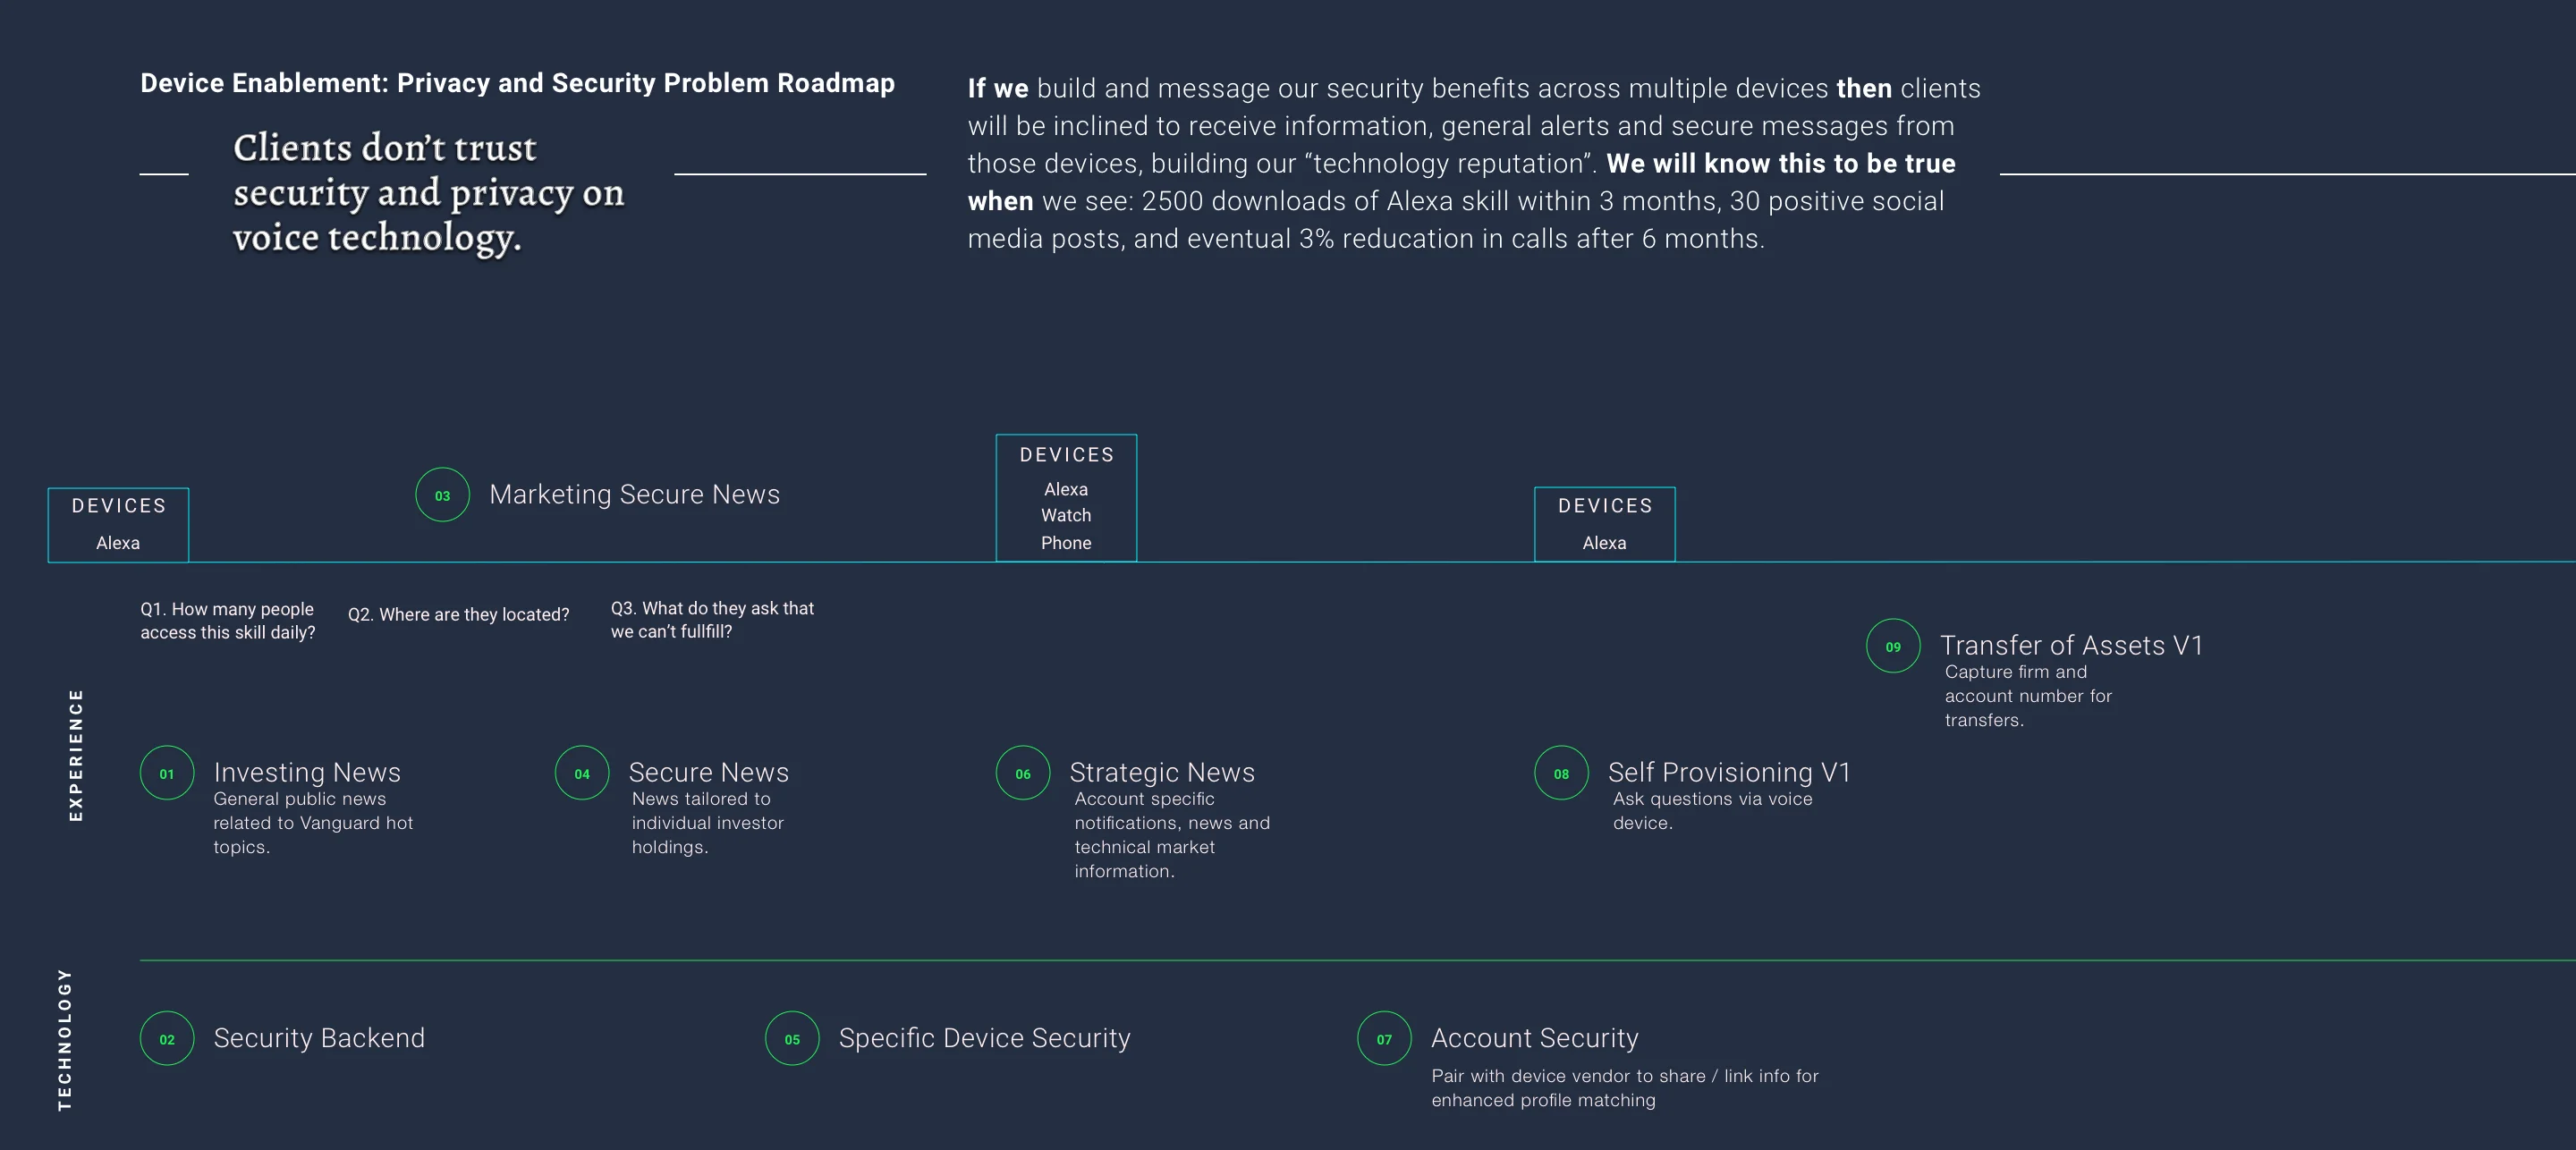 Device Enablement: Privacy and Security Problem Roadmap
Clients don’t trust
security and privacy on
voice technology.
If we build and message our security benefits across multiple devices then clients
will be inclined to receive information, general alerts and secure messages from
those devices, building our “technology reputation”. We will know this to be true
when we see: 2500 downloads of Alexa skill within 3 months, 30 positive social
media posts, and eventual 3% reducation in calls after 6 months.
DEVICES
Alexa
03
Marketing Secure News
DEVICES
Alexa
Watch
Phone
DEVICES
Alexa
Q1. How many people
access this skill daily?
Q2. Where are they located?
Q3. What do they ask that
we can’t fullfill?
EXPERIENCE
09
Transfer of Assets V1
Capture firm and
account number for
transfers.
01
Investing News
General public news
related to Vanguard hot
topics.
04
Secure News
News tailored to
individual investor
holdings.
06
Strategic News
Account specific
notifications, news and
technical market
information.
08
Self Provisioning V1
Ask questions via voice
device.
TECHNOLOGY
02
Security Backend
05
Specific Device Security
07
Account Security
Pair with device vendor to share / link info for
enhanced profile matching